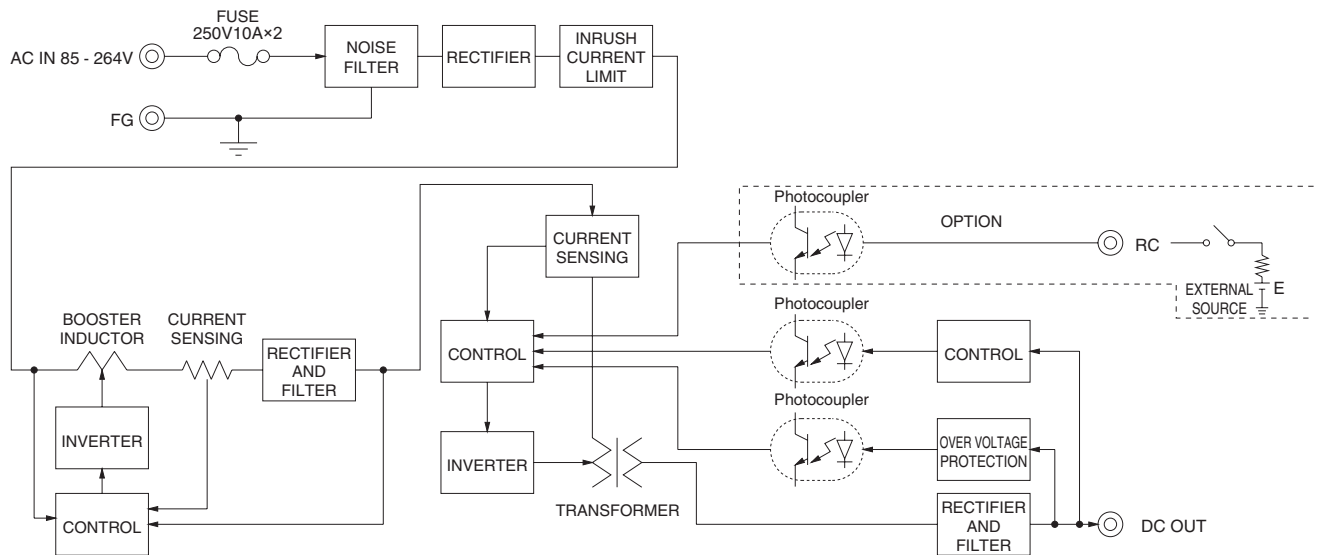 FUSE
250V10A×2
AC IN 85 - 264V
NOISE
FILTER
RECTIFIER
INRUSH
CURRENT
LIMIT
FG
Photocoupler
OPTION
RC
E
EXTERNAL
SOURCE
CURRENT
SENSING
BOOSTER
INDUCTOR
CURRENT
SENSING
RECTIFIER
AND
FILTER
CONTROL
Photocoupler
CONTROL
INVERTER
INVERTER
Photocoupler
OVER VOLTAGE
PROTECTION
CONTROL
TRANSFORMER
RECTIFIER
AND
FILTER
DC OUT